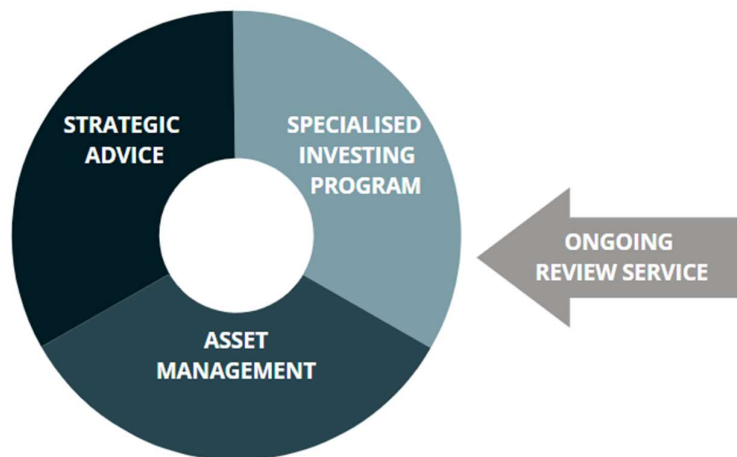 STRATEGIC
ADVICE
SPECIALISED
INVESTING
PROGRAM
ONGOING
REVIEW SERVICE
ASSET
MANAGEMENT